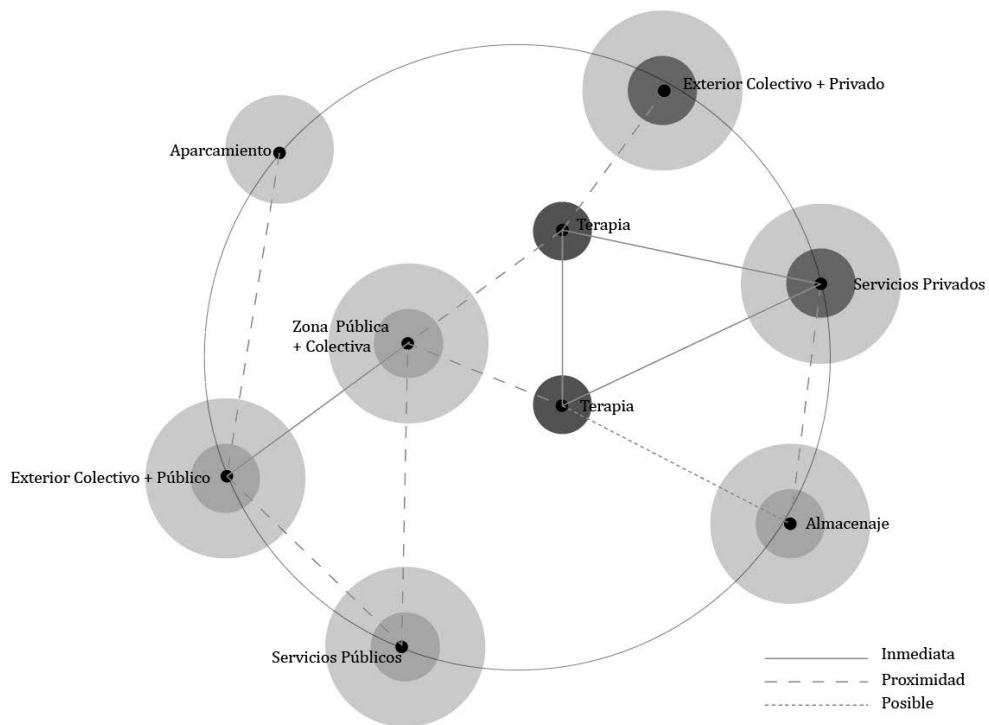 Exterior Colectivo + Privado
Aparcamiento
Terapia
Servicios Privados
Zona Pública
+ Colectiva
Terapia
Exterior Colectivo + Público
Almacenaje
Servicios Públicos
Inmediata
Proximidad
Posible